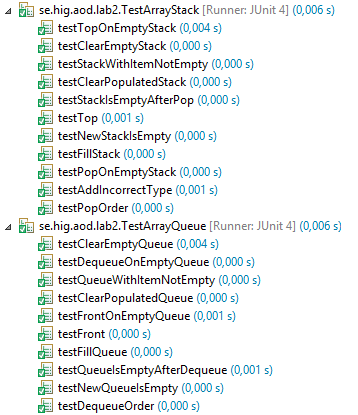 se.hig.aod.lab2.TestArrayStack [Runner: JUnit 4] (0,006 s)
testTopOnEmptyStack (0,004 s)
testClearEmptyStack (0,000 s)
testStackWithItemNotEmpty (0,000 s)
testClearPopulatedStack (0,000 s)
testStackIsEmptyAfterPop (0,000 s)
testTop (0,001 s)
testNewStackIsEmpty (0,000 s)
testFillStack (0,000 s)
testPopOnEmptyStack (0,000 s)
testAddIncorrectType (0,001 s)
testPopOrder (0,000 s)
se.hig.aod.lab2.TestArrayQueue [Runner: JUnit 4] (0,006 s)
testClearEmptyQueue (0,004 s)
testDequeueOnEmptyQueue (0,000 s)
testQueueWithItemNotEmpty (0,000 s)
testClearPopulatedQueue (0,000 s)
testFrontOnEmptyQueue (0,001 s)
testFront (0,000 s)
testFillQueue (0,000 s)
testQueueIsEmptyAfterDequeue (0,001 s)
testNewQueueIsEmpty (0,000 s)
testDequeueOrder (0,000 s)